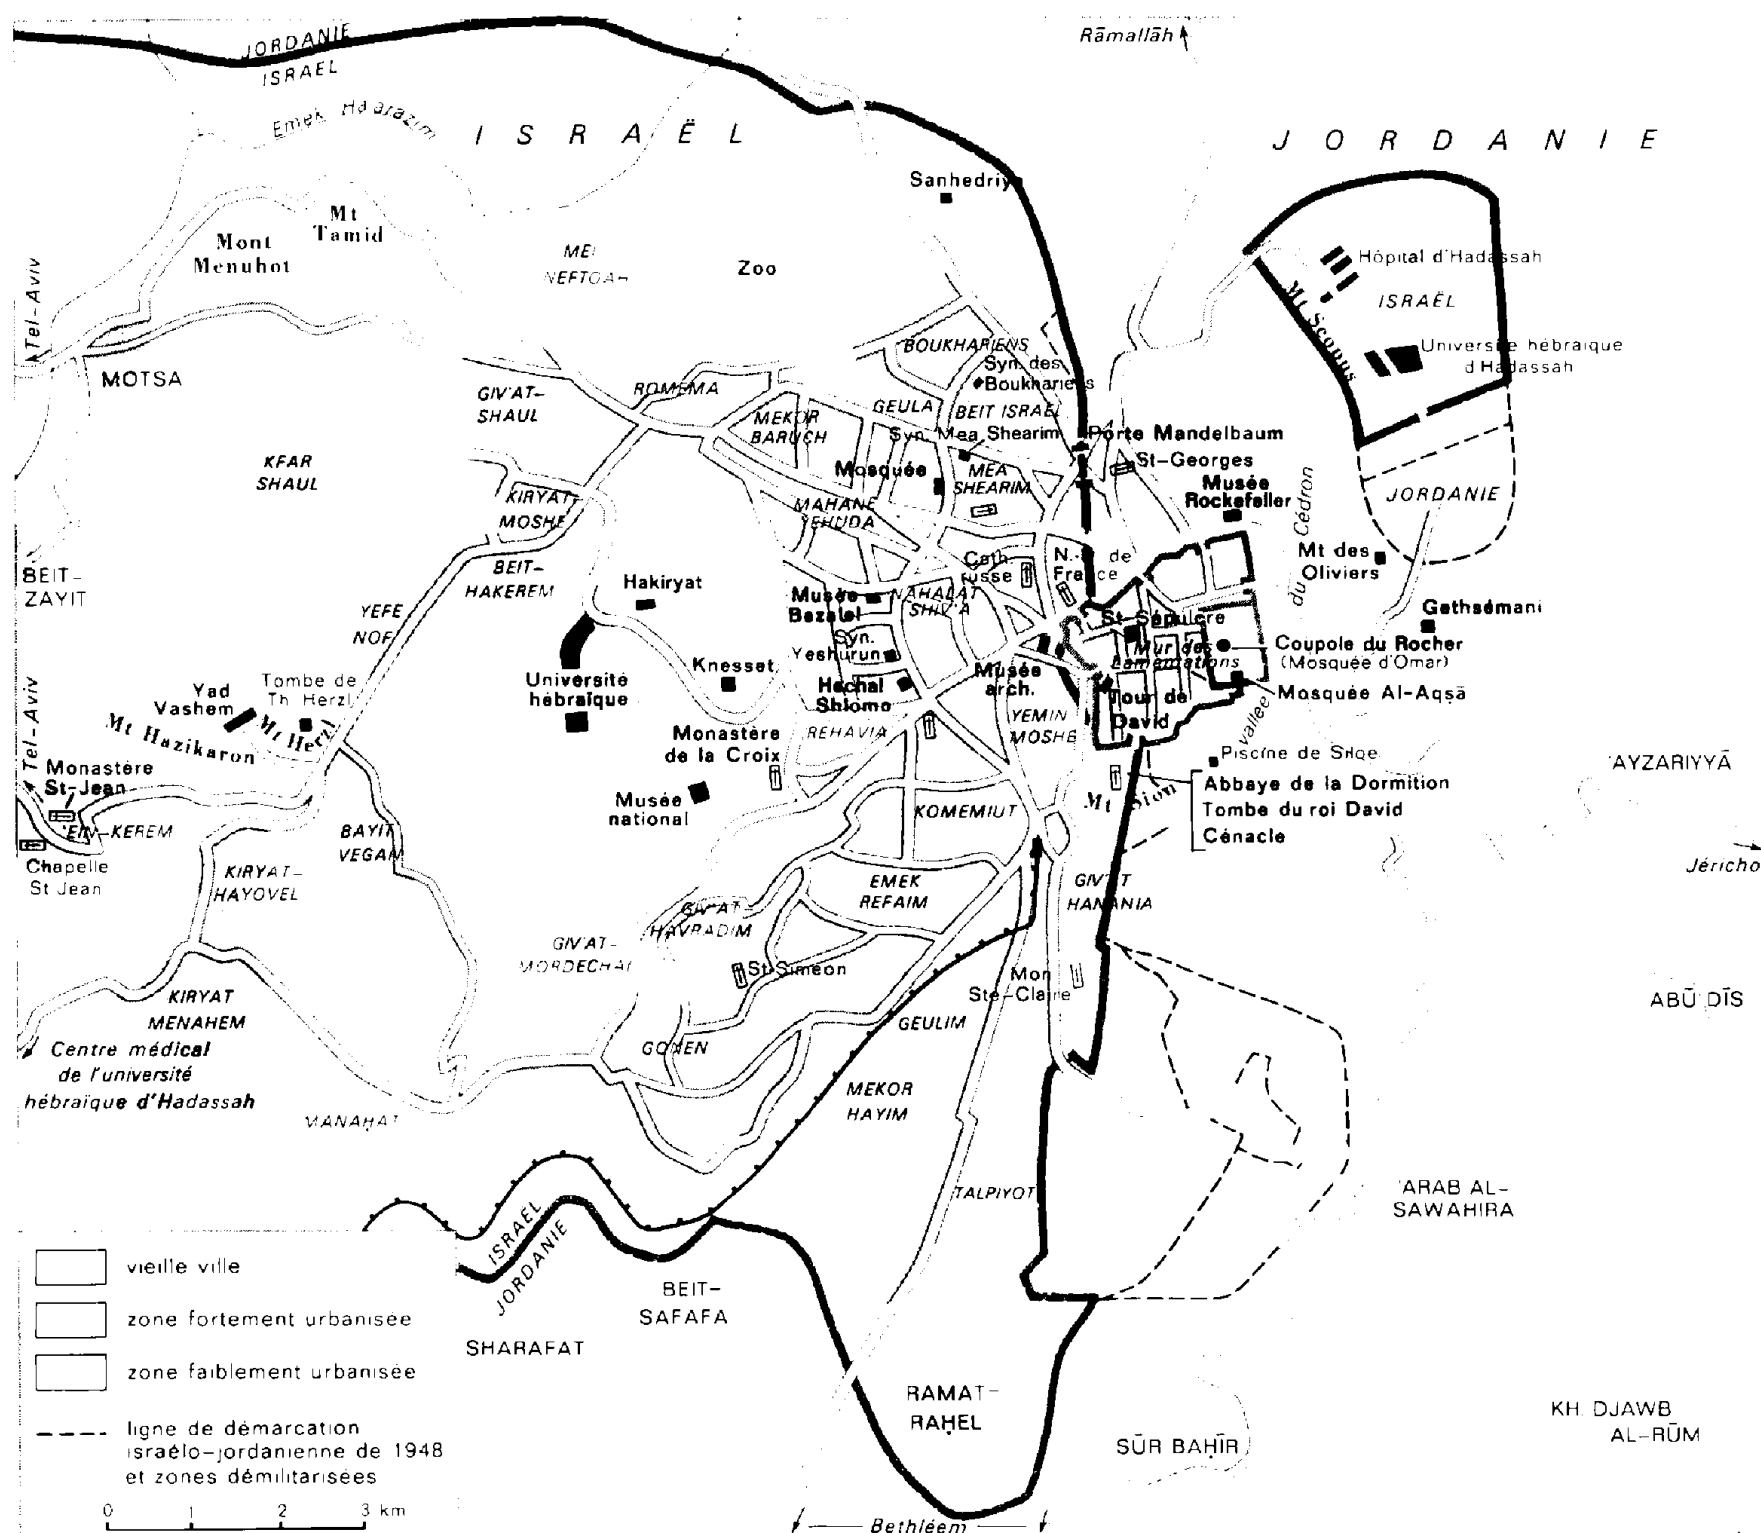 Rāmallāh
JORDANIE
ISRAEL
Emek Haarazim
ISRAËL
JORDANIE
Sanhedriya
Mt
Tamid
Mont
Menuhot
MEI
NEFTOAH
Zoo
Hôpital d'Hadassah
ISRAËL
Mt Scopus
Université hébraïque
d'Hadassah
Tel-Aviv
MOTSA
BOUKHARIENS
Syn. des
Boukhariens
GIV'AT-
SHAUL
ROMEMA
MEKOR
BARUCH
GEULA
BEIT ISRAEL
Syn. Mea Shearim
Porte Mandelbaum
St-Georges
KFAR
SHAUL
Mosquée
MEA
SHEARIM
Musée
Rockefeller
JORDANIE
KIRYAT-
MOSHE
MAHANE
YEHUDA
Cath.
russe
N.-D. de
France
Mt des
Oliviers
vallée du Cédron
BEIT-
ZAYIT
BEIT-
HAKEREM
Hakiryat
Musée
Bezalel
NAHALAT
SHIV'A
Gethsémani
YEFE
NOF
Syn.
Yeshurun
St-Sépulcre
Mur des
Lamentations
Coupole du Rocher
(Mosquée d'Omar)
Knesset
Université
hébraïque
Hechal
Shlomo
Musée
arch.
Mosquée Al-Aqsā
Tour de
David
Yad
Vashem
Tombe de
Th Herzl
Mt Herzl
Mt Hazikaron
Tel-Aviv
REHAVIA
YEMIN
MOSHE
Monastère
de la Croix
Piscine de Siloe
'AYZARIYYĀ
Monastère
St-Jean
Musée
national
Mt Sion
Abbaye de la Dormition
Tombe du roi David
Cénacle
KOMEMIUT
'EIN-KEREM
BAYIT
VEGAN
Chapelle
St Jean
KIRYAT-
HAYOVEL
EMEK
REFAIM
GIV'AT
HANANIA
Jéricho
GIV'AT-
HAVRADIM
GIV'AT-
MORDECHAI
St-Siméon
Mon
Ste-Claire
ABŪ DĪS
KIRYAT
MENAHEM
GEULIM
GONEN
Centre médical
de l'université
hébraïque d'Hadassah
MEKOR
HAYIM
MANAḤAT
TALPIYOT
'ARAB AL-
SAWAHIRA
ISRAËL
JORDANIE
BEIT-
SAFAFA
SHARAFAT
RAMAT-
RAḤEL
SŪR BAḤĪR
KH. DJAWB
AL-RŪM
Bethléem
vieille ville
zone fortement urbanisée
zone faiblement urbanisée
ligne de démarcation
israélo-jordanienne de 1948
et zones démilitarisées
0 1 2 3 km